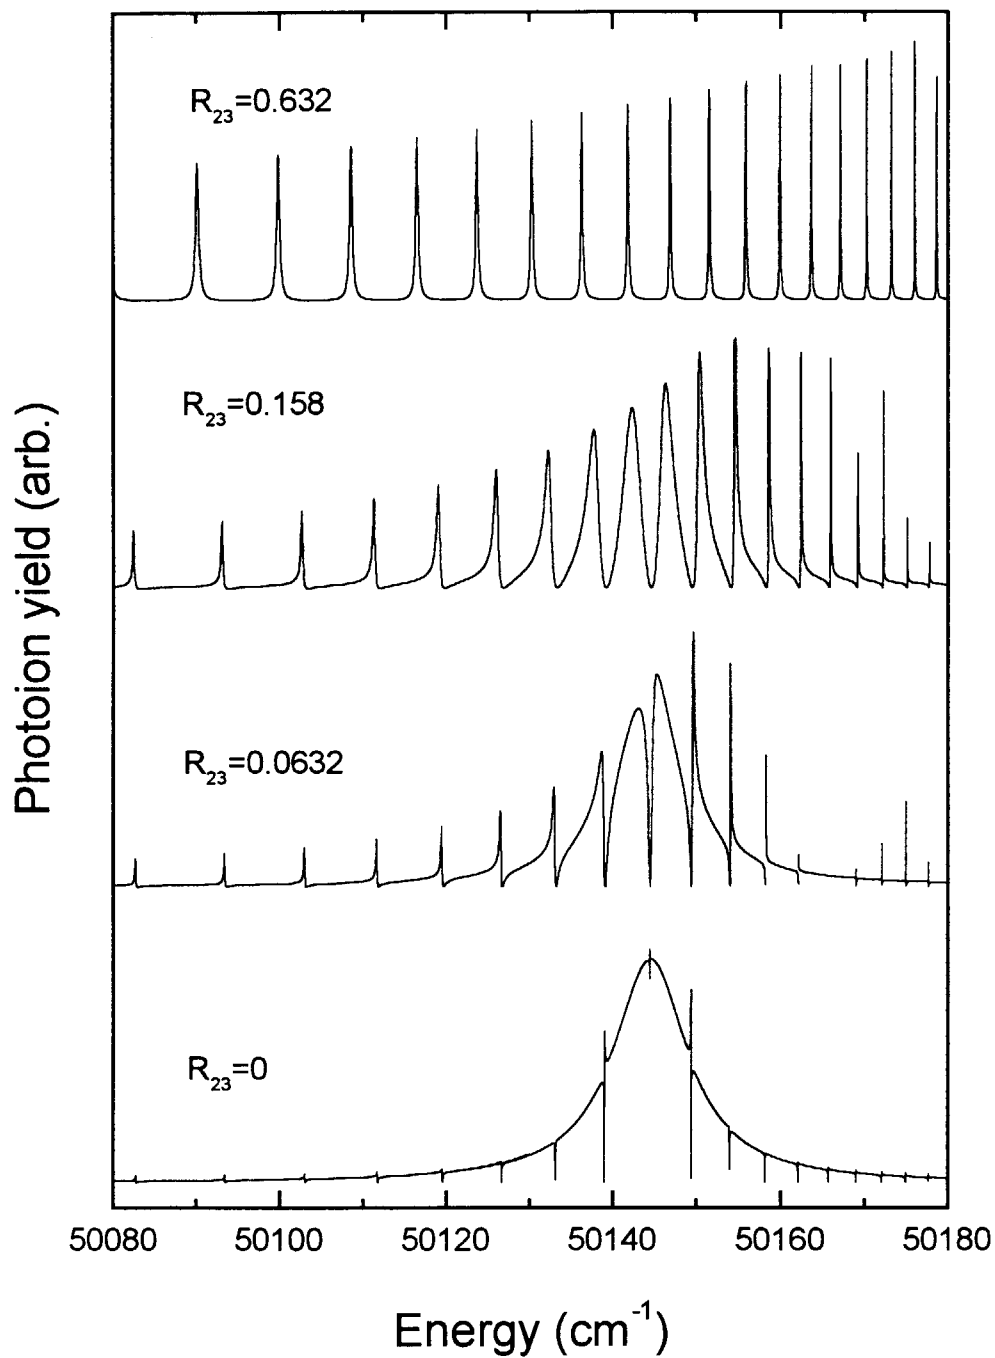 R₂₃=0.632
R₂₃=0.158
R₂₃=0.0632
R₂₃=0
Photoion yield (arb.)
50080 50100 50120 50140 50160 50180
Energy (cm⁻¹)